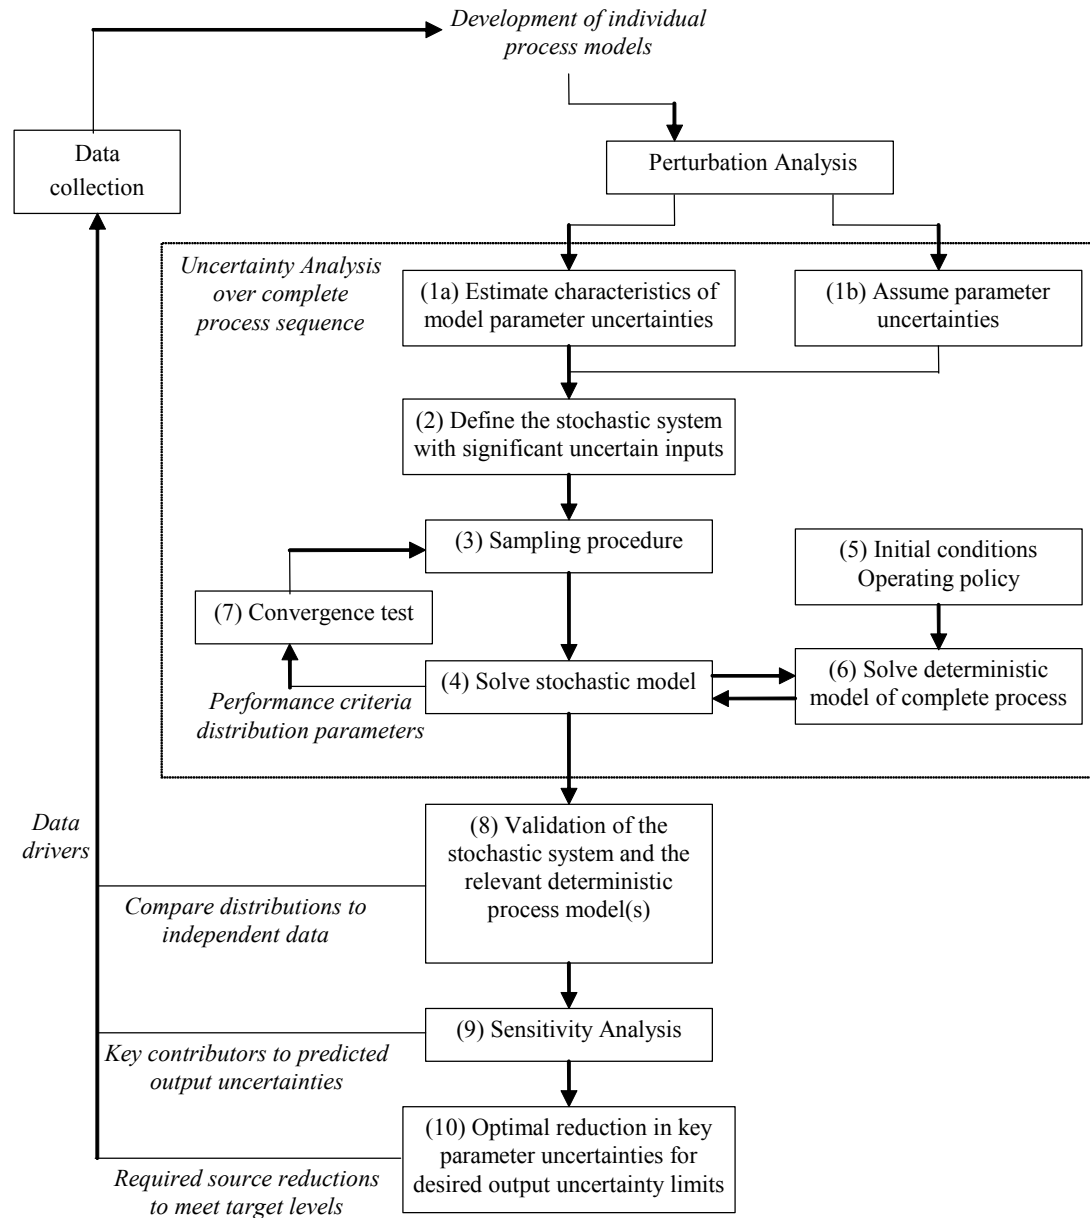 Development of individual
process models
Data
collection
Perturbation Analysis
Uncertainty Analysis
over complete
process sequence
(1a) Estimate characteristics of
model parameter uncertainties
(1b) Assume parameter
uncertainties
(2) Define the stochastic system
with significant uncertain inputs
(3) Sampling procedure
(5) Initial conditions
Operating policy
(7) Convergence test
(4) Solve stochastic model
(6) Solve deterministic
model of complete process
Performance criteria
distribution parameters
Data
drivers
(8) Validation of the
stochastic system and the
relevant deterministic
process model(s)
Compare distributions to
independent data
(9) Sensitivity Analysis
Key contributors to predicted
output uncertainties
(10) Optimal reduction in key
parameter uncertainties for
desired output uncertainty limits
Required source reductions
to meet target levels